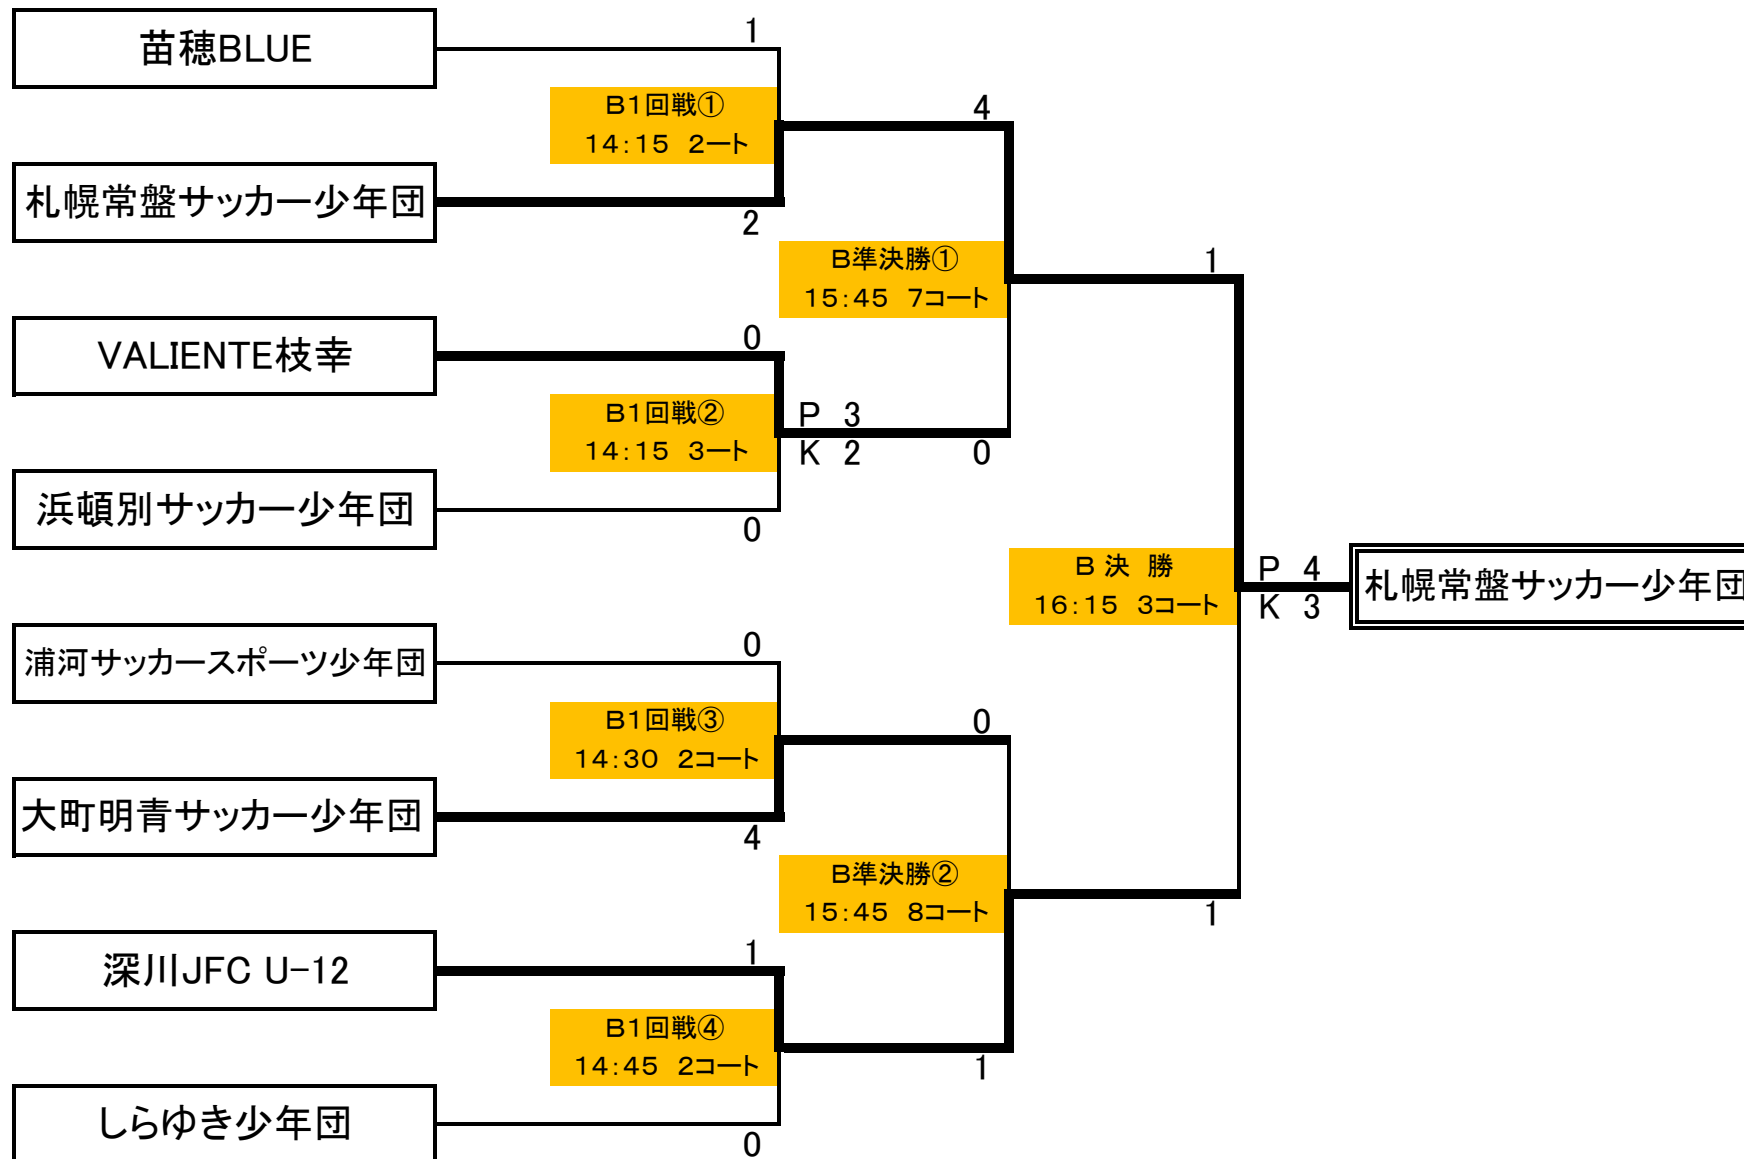 苗穂BLUE
1
B1回戦①
14:15 2ート
4
札幌常盤サッカー少年団
2
B準決勝①
15:45 7コート
1
VALIENTE枝幸
0
B1回戦②
14:15 3ート
P 3
K 2
0
浜頓別サッカー少年団
0
B 決 勝
16:15 3コート
P 4
K 3
札幌常盤サッカー少年団
浦河サッカースポーツ少年団
0
B1回戦③
14:30 2コート
0
大町明青サッカー少年団
4
B準決勝②
15:45 8コート
1
深川JFC U-12
1
B1回戦④
14:45 2コート
1
しらゆき少年団
0